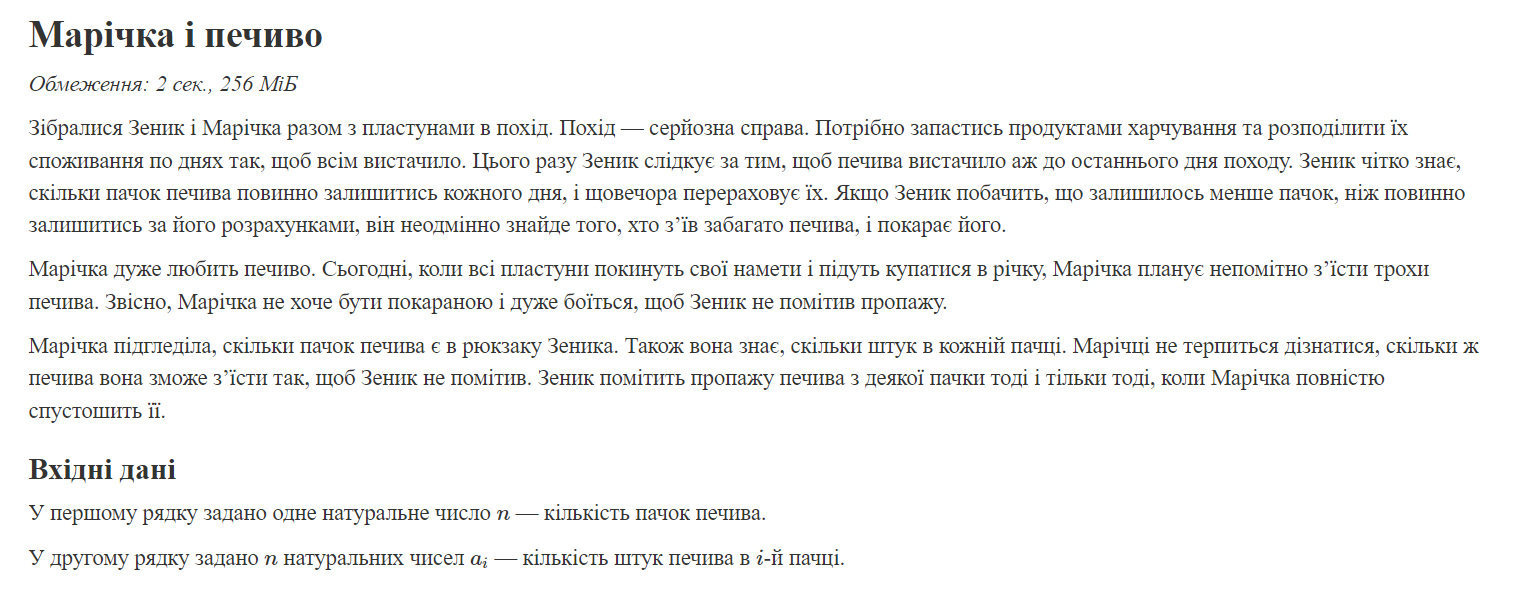 Марічка і печиво
Обмеження: 2 сек., 256 МіБ
Зібралися Зеник і Марічка разом з пластунами в похід. Похід — серйозна справа. Потрібно запастись продуктами харчування та розподілити їх
споживання по днях так, щоб всім вистачило. Цього разу Зеник слідкує за тим, щоб печива вистачило аж до останнього дня походу. Зеник чітко знає,
скільки пачок печива повинно залишитись кожного дня, і щовечора перераховує їх. Якщо Зеник побачить, що залишилось менше пачок, ніж повинно
залишитись за його розрахунками, він неодмінно знайде того, хто з’їв забагато печива, і покарає його.
Марічка дуже любить печиво. Сьогодні, коли всі пластуни покинуть свої намети і підуть купатися в річку, Марічка планує непомітно з’їсти трохи
печива. Звісно, Марічка не хоче бути покараною і дуже боїться, щоб Зеник не помітив пропажу.
Марічка підгледіла, скільки пачок печива є в рюкзаку Зеника. Також вона знає, скільки штук в кожній пачці. Марічці не терпиться дізнатися, скільки ж
печива вона зможе з’їсти так, щоб Зеник не помітив. Зеник помітить пропажу печива з деякої пачки тоді і тільки тоді, коли Марічка повністю
спустошить її.
Вхідні дані
У першому рядку задано одне натуральне число n — кількість пачок печива.
У другому рядку задано n натуральних чисел a_i — кількість штук печива в i-й пачці.